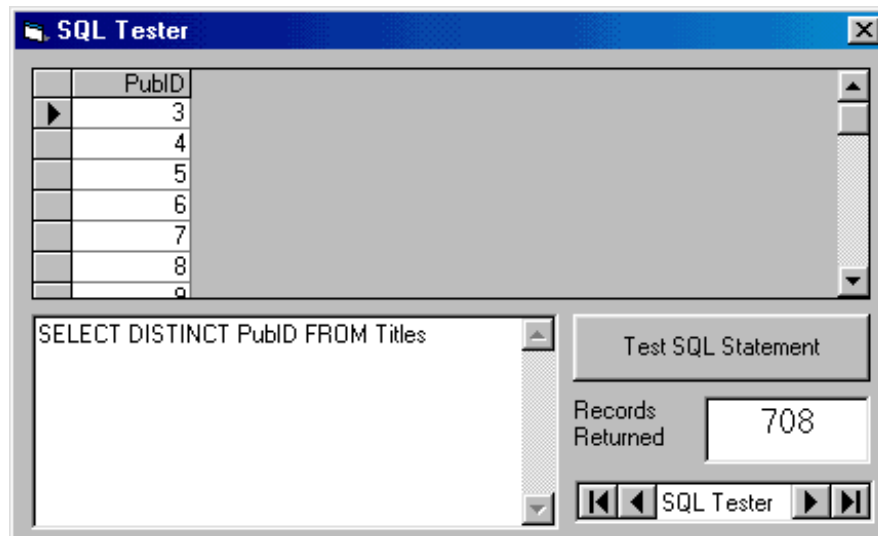 SQL Tester
PubID
3
4
5
6
7
8
9
SELECT DISTINCT PubID FROM Titles
Test SQL Statement
Records
Returned
708
SQL Tester